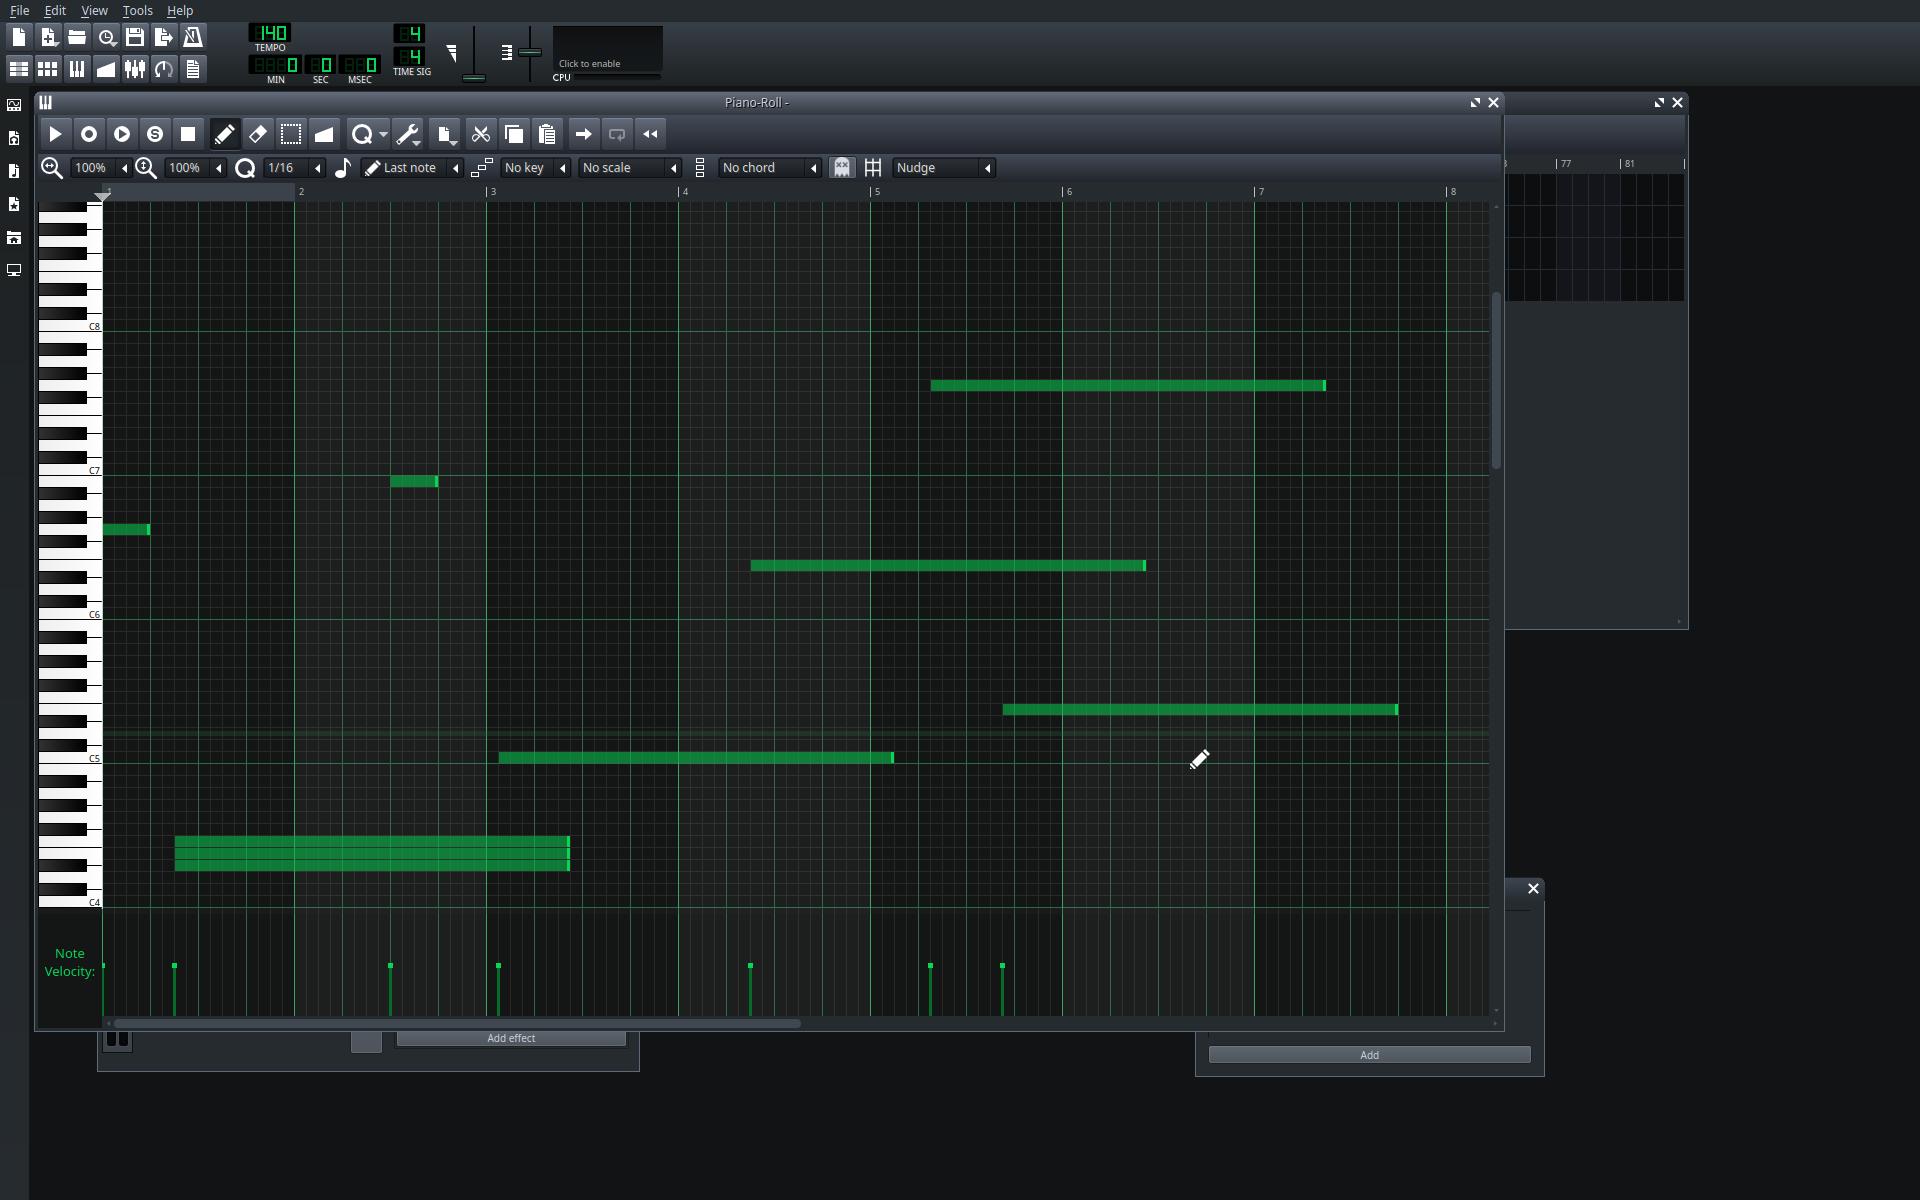 File Edit View Tools Help
140
TEMPO
0 0 0
MIN SEC MSEC
4
4
TIME SIG
Click to enable
CPU
Piano-Roll -
S
100% 100% Q 1/16 Last note No key No scale No chord Nudge
1 2 3 4 5 6 7 8
77 81
C8
C7
C6
C5
C4
Note
Velocity:
Add effect
Add